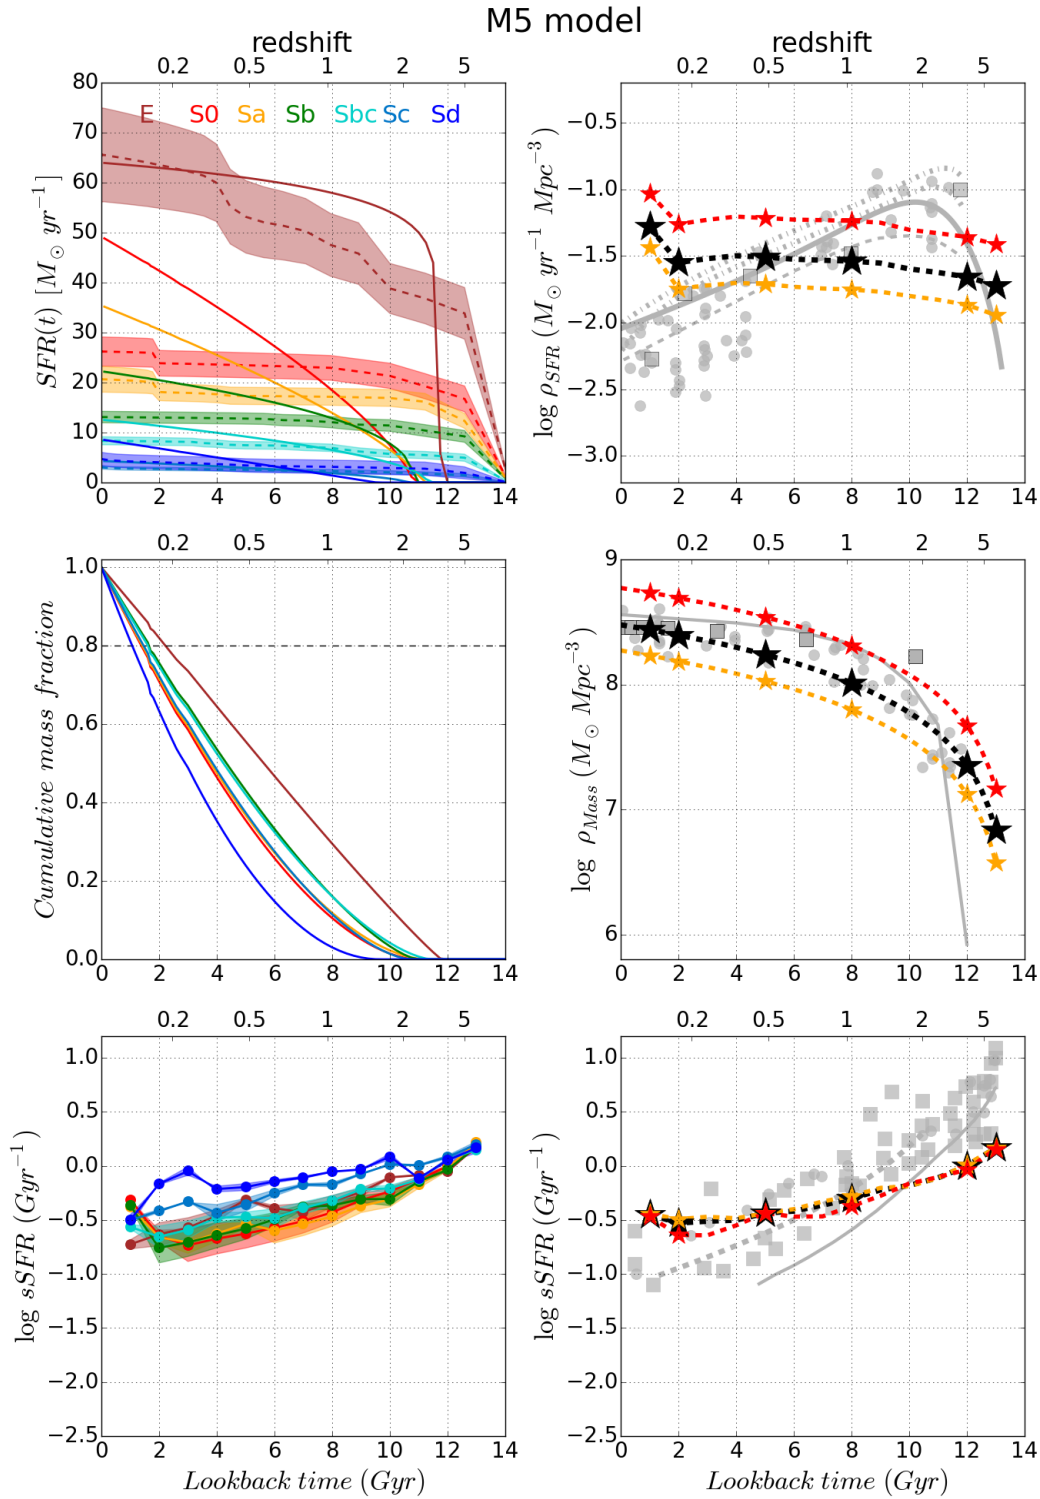 M5 model
redshift
0.2 0.5 1 2 5
80
70
60
50
40
30
20
10
0
SFR(t) [M⊙ yr⁻¹]
E S0 Sa Sb Sbc Sc Sd
0 2 4 6 8 10 12 14
redshift
0.2 0.5 1 2 5
−0.5
−1.0
−1.5
−2.0
−2.5
−3.0
log ρSFR (M⊙ yr⁻¹ Mpc⁻³)
0 2 4 6 8 10 12 14
0.2 0.5 1 2 5
1.0
0.8
0.6
0.4
0.2
0.0
Cumulative mass fraction
0 2 4 6 8 10 12 14
0.2 0.5 1 2 5
9
8
7
6
log ρMass (M⊙ Mpc⁻³)
0 2 4 6 8 10 12 14
0.2 0.5 1 2 5
1.0
0.5
0.0
−0.5
−1.0
−1.5
−2.0
−2.5
log sSFR (Gyr⁻¹)
0 2 4 6 8 10 12 14
Lookback time (Gyr)
0.2 0.5 1 2 5
1.0
0.5
0.0
−0.5
−1.0
−1.5
−2.0
−2.5
log sSFR (Gyr⁻¹)
0 2 4 6 8 10 12 14
Lookback time (Gyr)